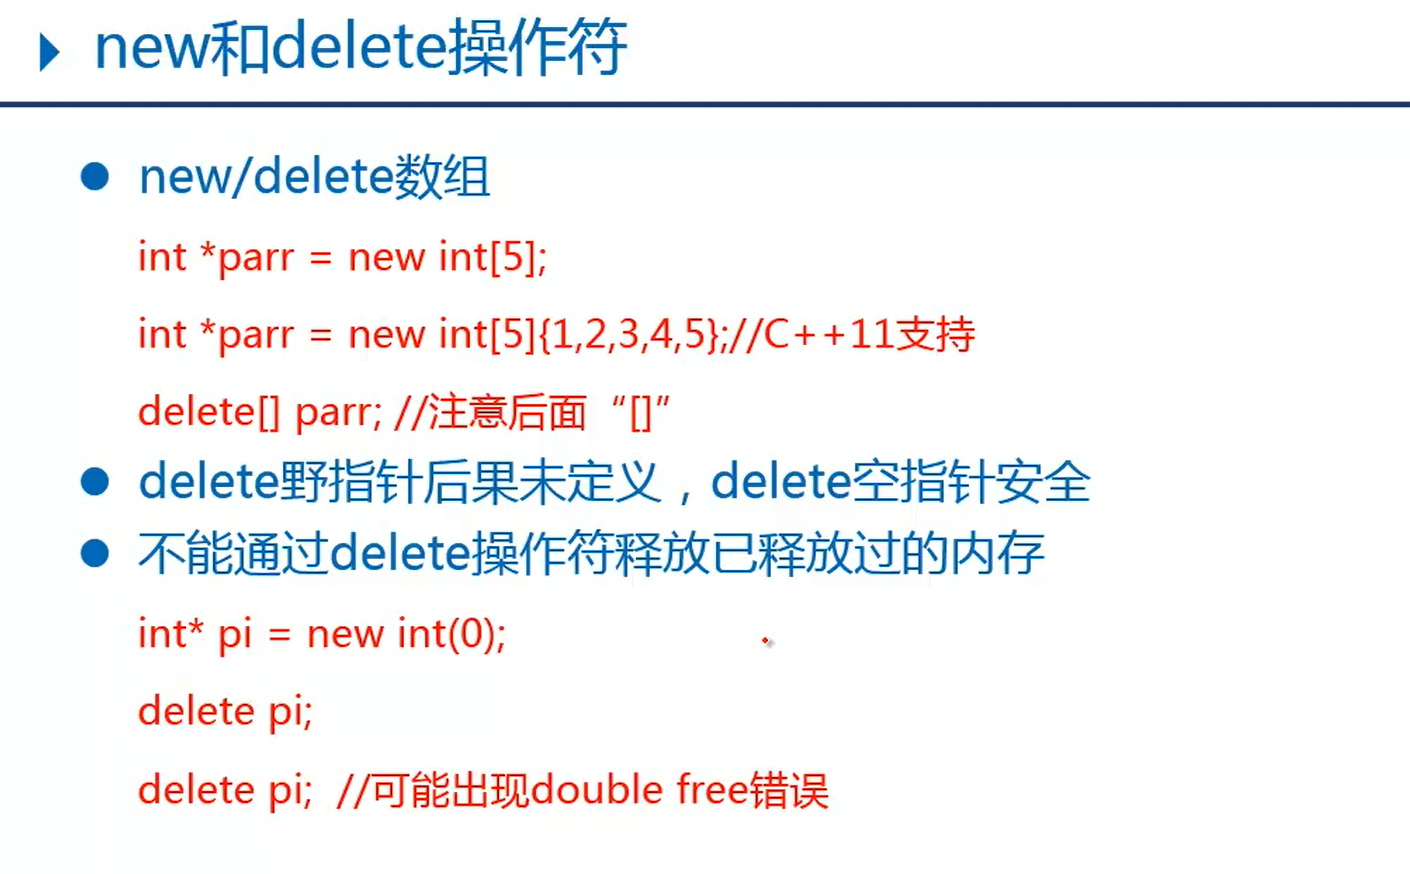 new和delete操作符
new/delete数组
int *parr = new int[5];
int *parr = new int[5]{1,2,3,4,5};//C++11支持
delete[] parr; //注意后面“[]”
delete野指针后果未定义，delete空指针安全
不能通过delete操作符释放已释放过的内存
int* pi = new int(0);
delete pi;
delete pi;  //可能出现double free错误